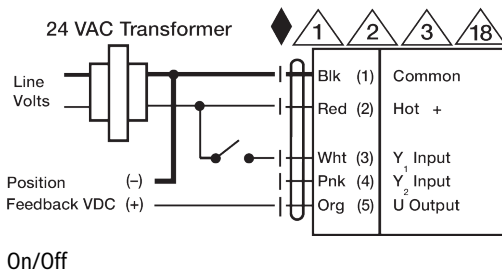 24 VAC Transformer
1 2 3 18
Line
Volts
Blk (1) Common
Red (2) Hot +
Wht (3) Y1 Input
Pnk (4) Y2 Input
Org (5) U Output
Position (–)
Feedback VDC (+)
On/Off